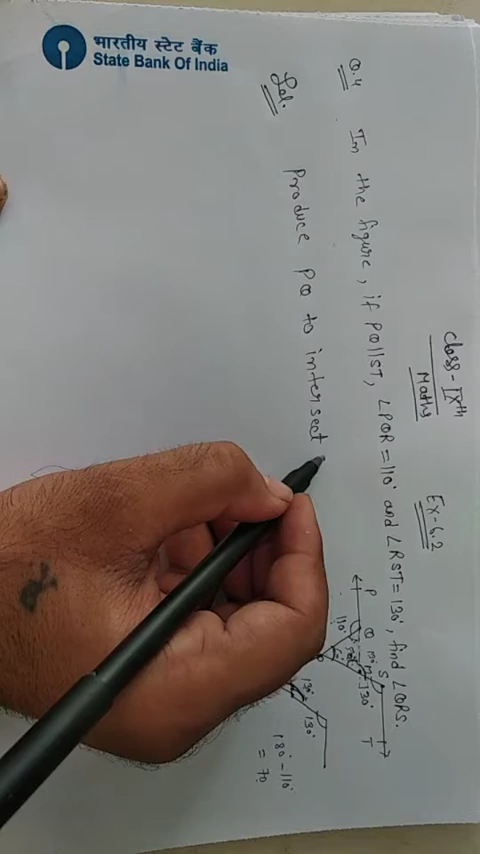 भारतीय स्टेट बैंक
State Bank Of India
Class - IXth
Maths
Ex-6.2
Q.4 In the figure, if PQ||ST, ∠PQR=110° and ∠RST=130°, find ∠QRS.
P Q S T
110°
130°
Sol. Produce PQ to intersect
130°
180°-110°
= 70